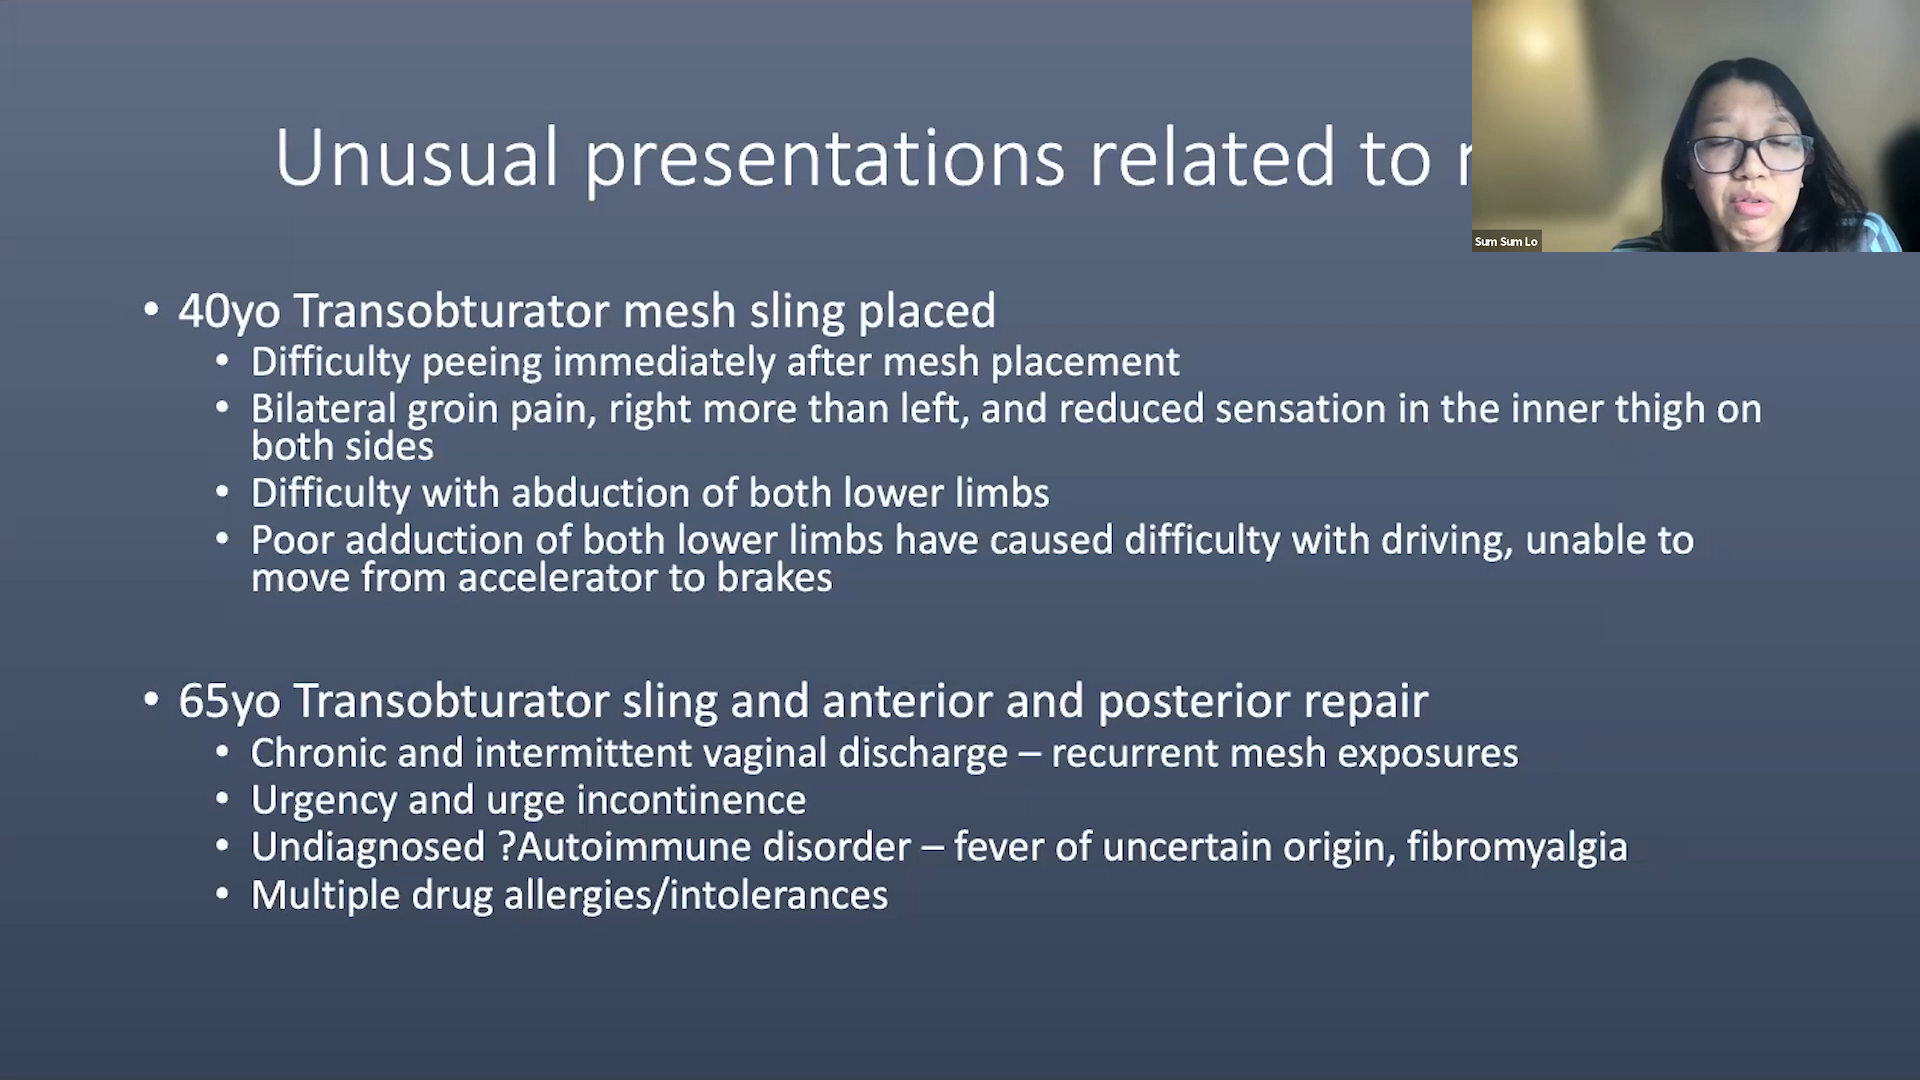 Unusual presentations related to
Sum Sum Lo
• 40yo Transobturator mesh sling placed
• Difficulty peeing immediately after mesh placement
• Bilateral groin pain, right more than left, and reduced sensation in the inner thigh on
both sides
• Difficulty with abduction of both lower limbs
• Poor adduction of both lower limbs have caused difficulty with driving, unable to
move from accelerator to brakes
• 65yo Transobturator sling and anterior and posterior repair
• Chronic and intermittent vaginal discharge – recurrent mesh exposures
• Urgency and urge incontinence
• Undiagnosed ?Autoimmune disorder – fever of uncertain origin, fibromyalgia
• Multiple drug allergies/intolerances